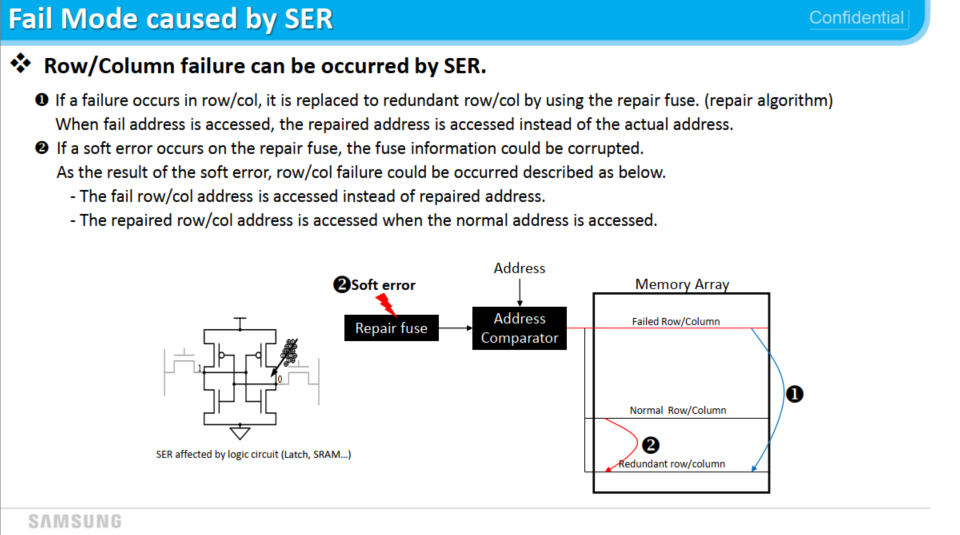 Fail Mode caused by SER
Confidential
❖ Row/Column failure can be occurred by SER.
❶ If a failure occurs in row/col, it is replaced to redundant row/col by using the repair fuse. (repair algorithm)
When fail address is accessed, the repaired address is accessed instead of the actual address.
❷ If a soft error occurs on the repair fuse, the fuse information could be corrupted.
As the result of the soft error, row/col failure could be occurred described as below.
- The fail row/col address is accessed instead of repaired address.
- The repaired row/col address is accessed when the normal address is accessed.
Address
❷Soft error
Memory Array
Repair fuse
Address
Comparator
Failed Row/Column
1
0
❶
Normal Row/Column
❷
Redundant row/column
SER affected by logic circuit (Latch, SRAM...)
SAMSUNG